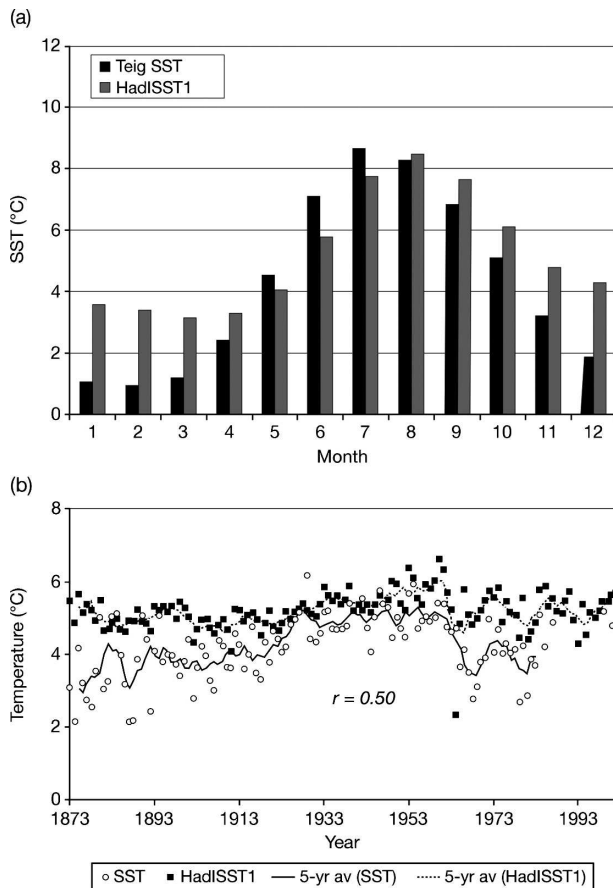 (a)
12
10
8
6
4
2
0
SST (°C)
Teig SST
HadISST1
1 2 3 4 5 6 7 8 9 10 11 12
Month
(b)
8
6
4
2
0
Temperature (°C)
r = 0.50
1873 1893 1913 1933 1953 1973 1993
Year
SST HadISST1 5-yr av (SST) 5-yr av (HadISST1)